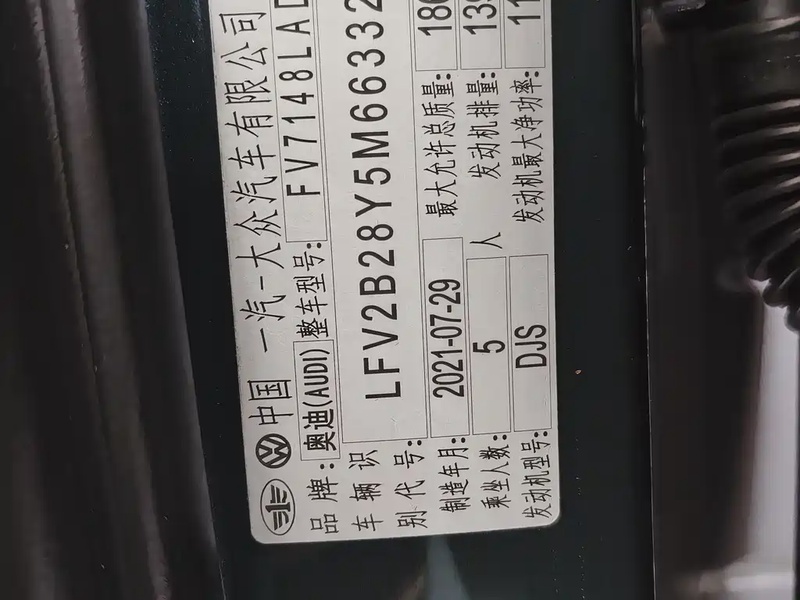 中国 一汽-大众汽车有限公司
品牌: 奥迪(AUDI) 整车型号: FV7148LAD
车辆识别代号: LFV2B28Y5M66332
制造年月: 2021-07-29 最大允许总质量: 186
乘坐人数: 5 人 发动机排量: 139
发动机型号: DJS 发动机最大净功率: 11